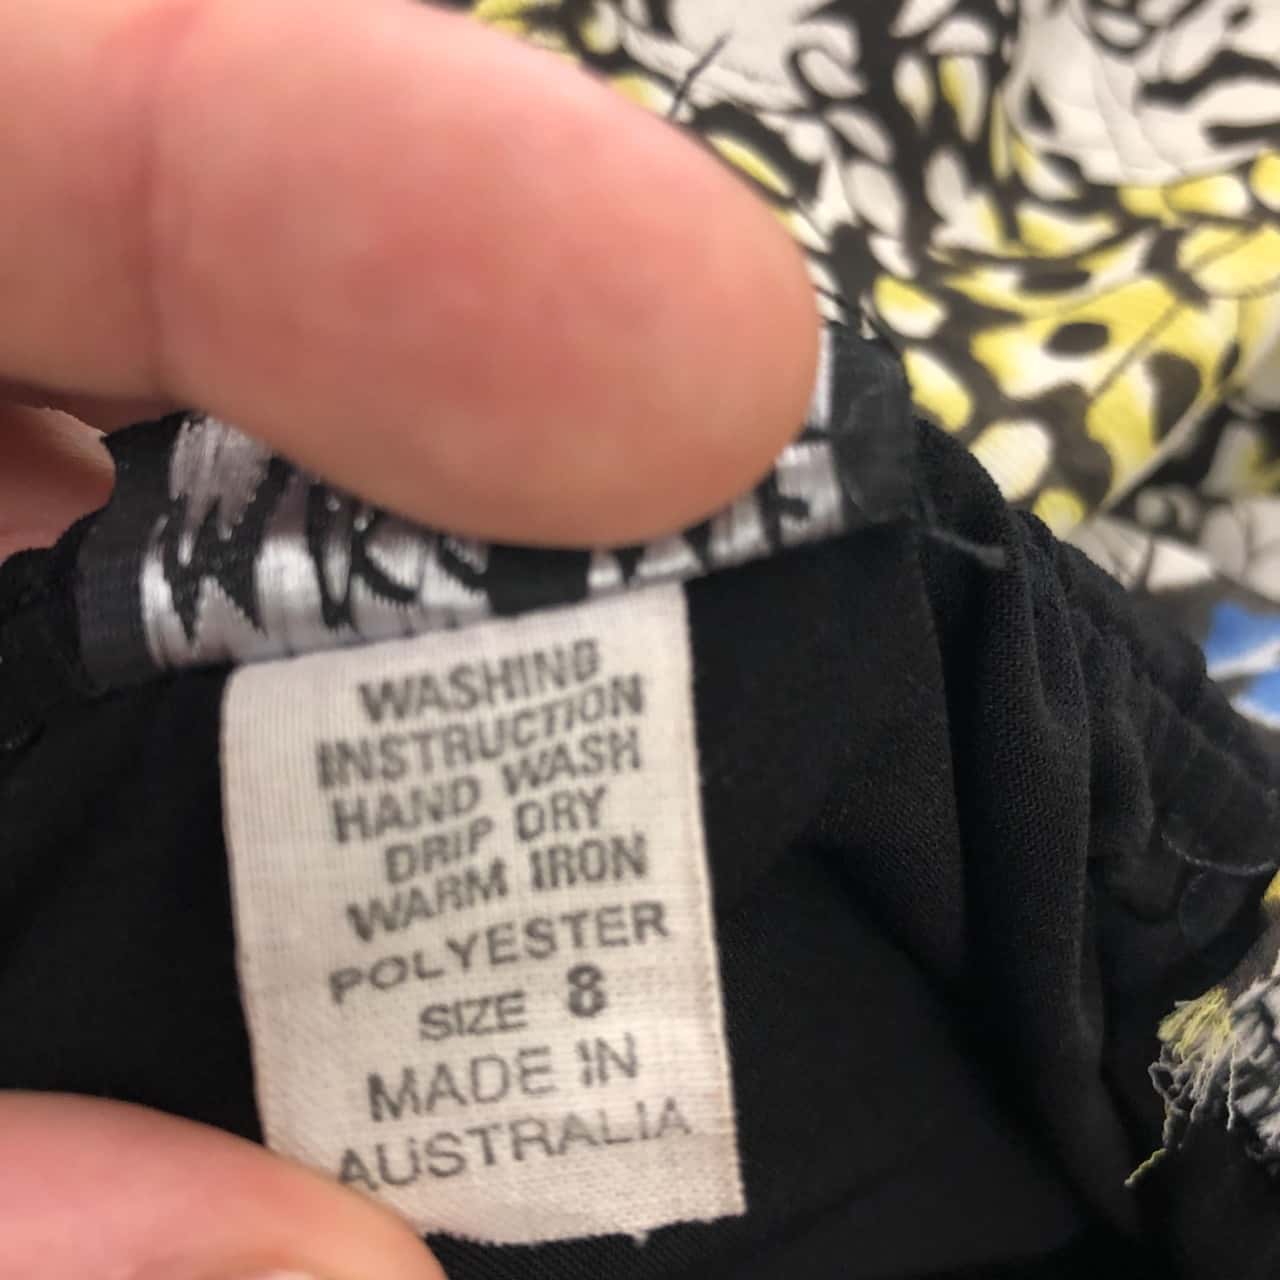 WASHING
INSTRUCTION
HAND WASH
DRIP DRY
WARM IRON
POLYESTER
SIZE 8
MADE IN
AUSTRALIA